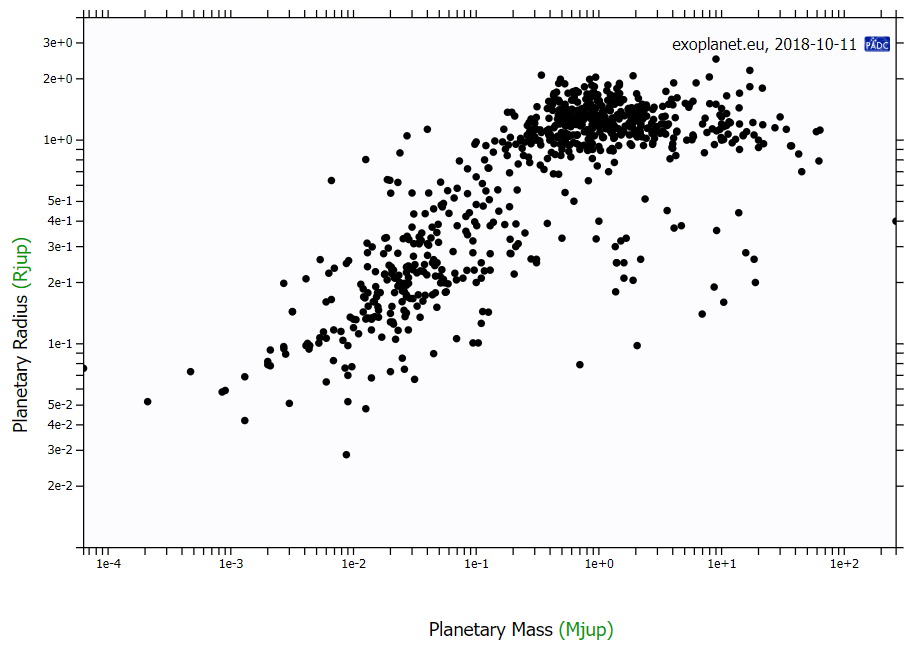 exoplanet.eu, 2018-10-11 PADC
3e+0
2e+0
1e+0
5e-1
4e-1
3e-1
2e-1
1e-1
5e-2
4e-2
3e-2
2e-2
Planetary Radius (Rjup)
1e-4 1e-3 1e-2 1e-1 1e+0 1e+1 1e+2
Planetary Mass (Mjup)